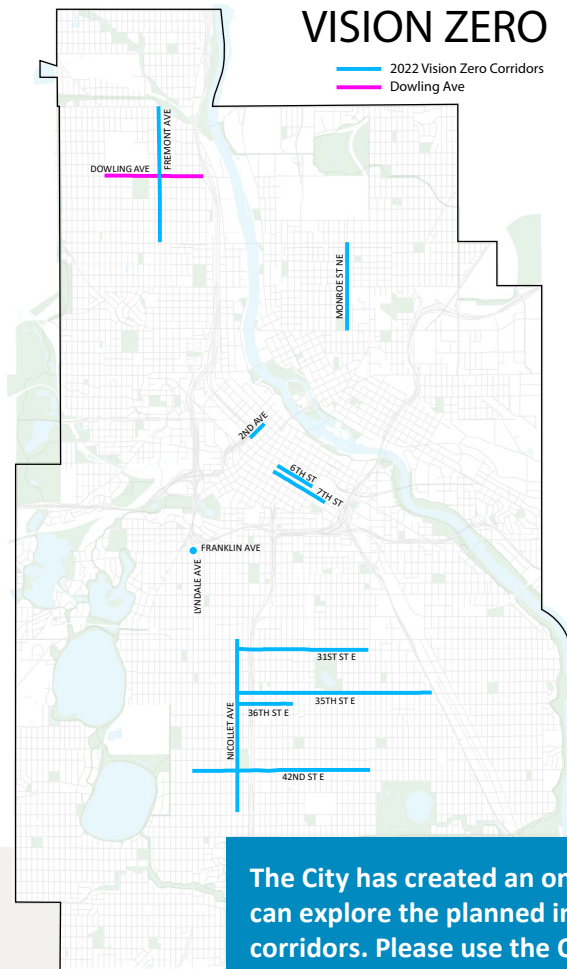 VISION ZERO
2022 Vision Zero Corridors
Dowling Ave
FREMONT AVE
DOWLING AVE
MONROE ST NE
2ND AVE
6TH ST
7TH ST
FRANKLIN AVE
LYNDALE AVE
31ST ST E
35TH ST E
36TH ST E
NICOLLET AVE
42ND ST E
The City has created an on
can explore the planned in
corridors. Please use the